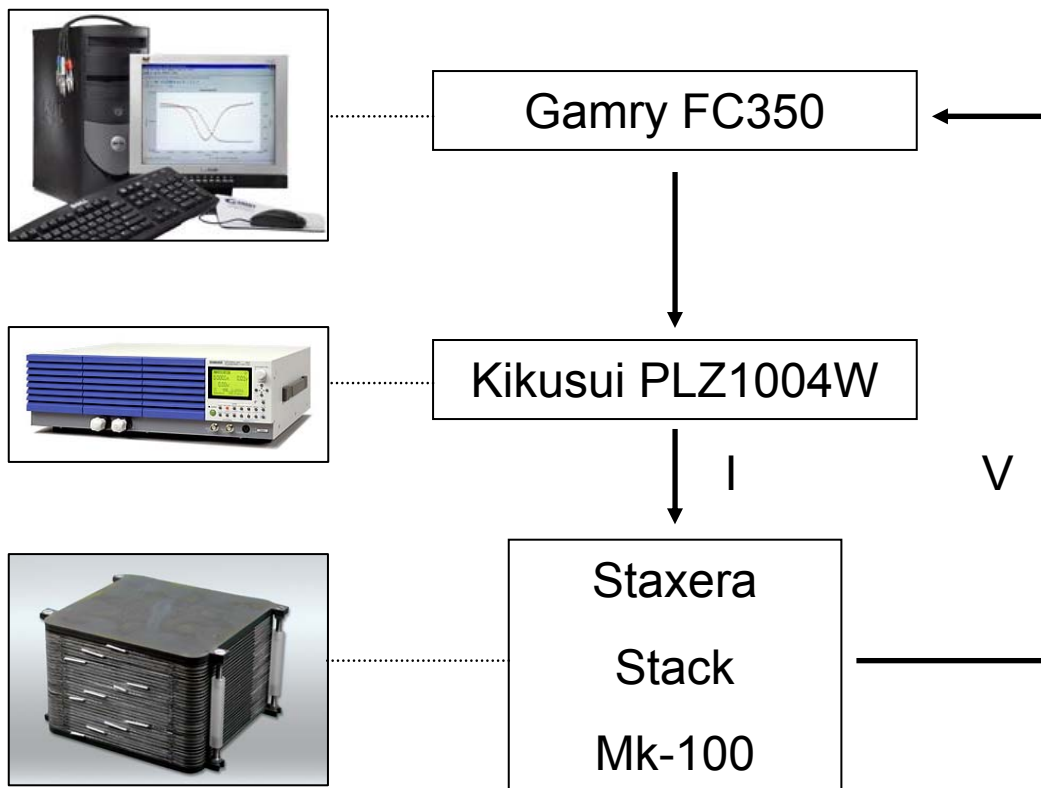 Gamry FC350
Kikusui PLZ1004W
I
V
Staxera
Stack
Mk-100